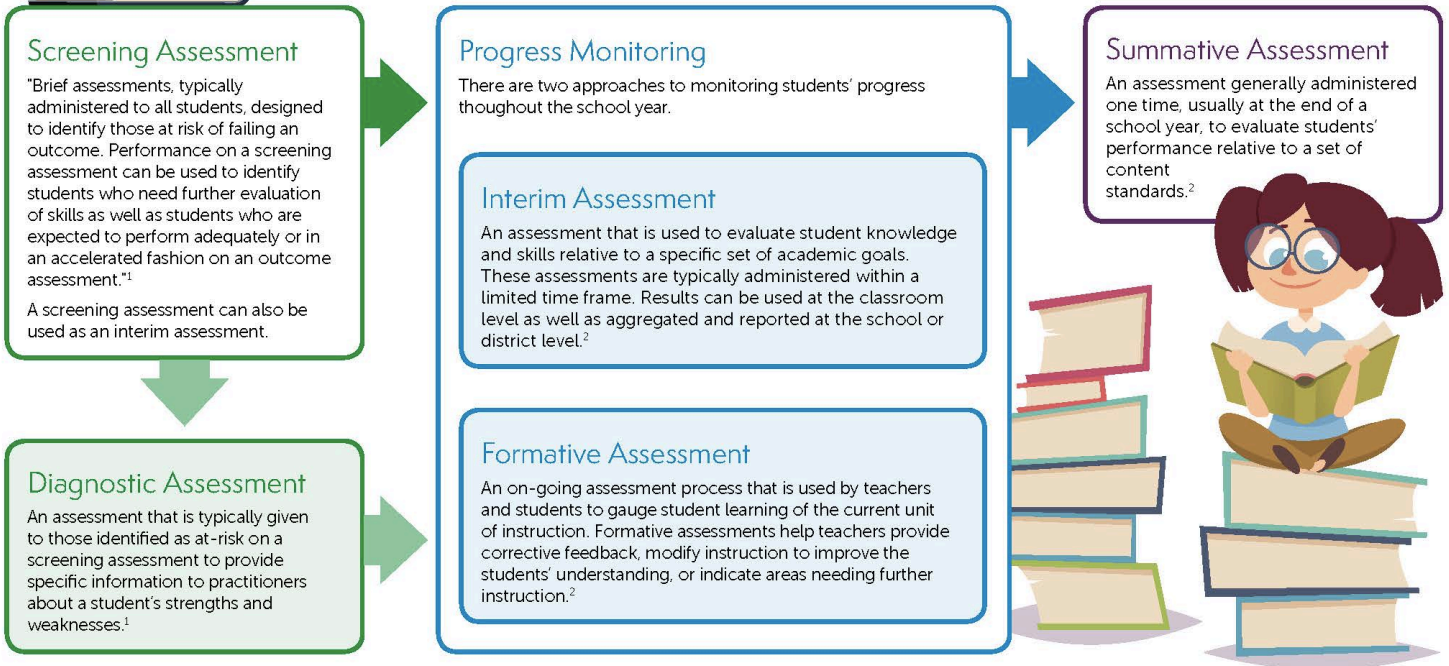 Screening Assessment
"Brief assessments, typically
administered to all students, designed
to identify those at risk of failing an
outcome. Performance on a screening
assessment can be used to identify
students who need further evaluation
of skills as well as students who are
expected to perform adequately or in
an accelerated fashion on an outcome
assessment."1
A screening assessment can also be
used as an interim assessment.
Diagnostic Assessment
An assessment that is typically given
to those identified as at-risk on a
screening assessment to provide
specific information to practitioners
about a student's strengths and
weaknesses.1
Progress Monitoring
There are two approaches to monitoring students' progress
thoughout the school year.
Interim Assessment
An assessment that is used to evaluate student knowledge
and skills relative to a specific set of academic goals.
These assessments are typically administered within a
limited time frame. Results can be used at the classroom
level as well as aggregated and reported at the school or
district level.2
Formative Assessment
An on-going assessment process that is used by teachers
and students to gauge student learning of the current unit
of instruction. Formative assessments help teachers provide
corrective feedback, modify instruction to improve the
students' understanding, or indicate areas needing further
instruction.2
Summative Assessment
An assessment generally administered
one time, usually at the end of a
school year, to evaluate students'
performance relative to a set of
content
standards.2